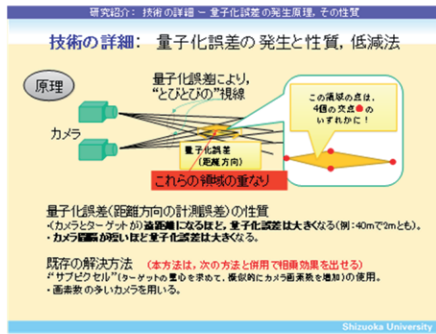 研究紹介： 技術の詳細 － 量子化誤差の発生原理, その性質
技術の詳細： 量子化誤差の発生と性質, 低減法
原理
量子化誤差により,
"とびとびの"視線
カメラ
この領域の点は,
4個の交点●の
いずれかに！
量子化誤差
(距離方向)
これらの領域の重なり
量子化誤差(距離方向の計測誤差)の性質
・(カメラとターゲットが)遠距離になるほど, 量子化誤差は大きくなる(例：40mで2mとも)。
・カメラ間隔が短いほど量子化誤差は大きくなる。
既存の解決方法 (本方法は, 次の方法と併用で相乗効果を出せる)
・"サブピクセル"(ターゲットの重心を求めて, 擬似的にカメラ画素数を増加)の使用。
・画素数の多いカメラを用いる。
Shizuoka University